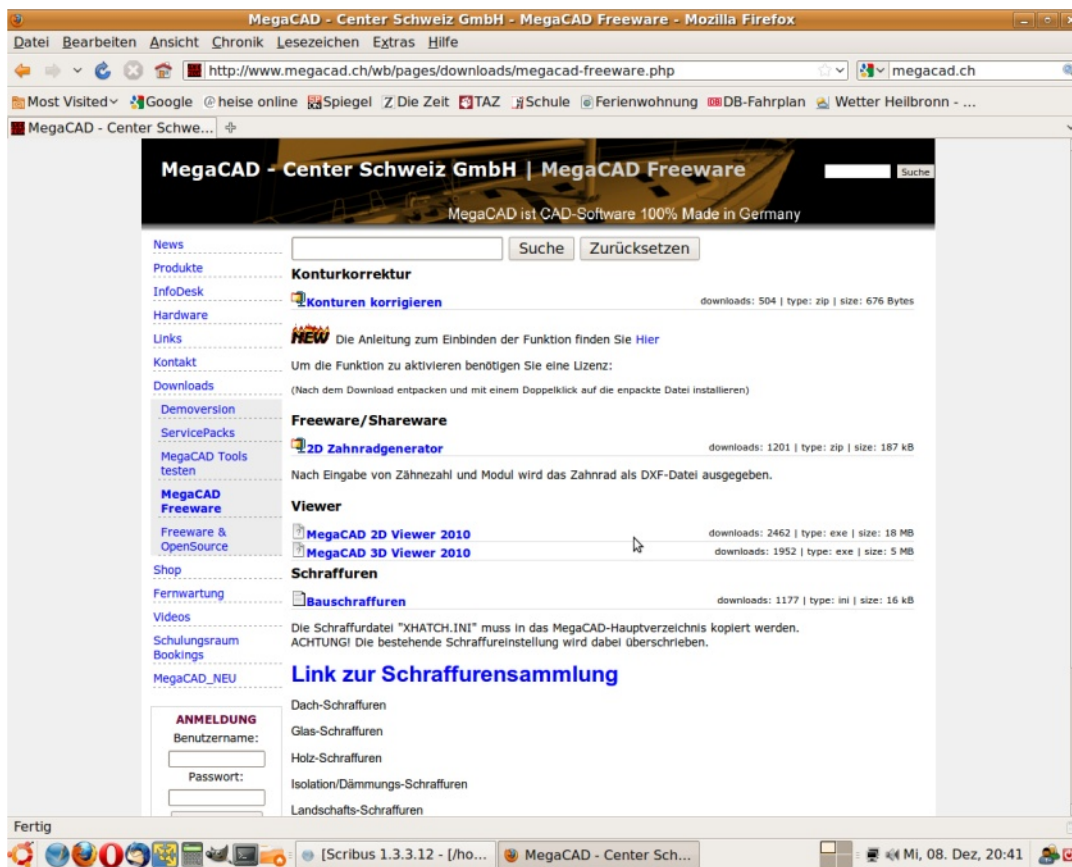 MegaCAD - Center Schweiz GmbH - MegaCAD Freeware - Mozilla Firefox
Datei Bearbeiten Ansicht Chronik Lesezeichen Extras Hilfe
http://www.megacad.ch/wb/pages/downloads/megacad-freeware.php
megacad.ch
Most Visited Google heise online Spiegel Die Zeit TAZ Schule Ferienwohnung DB-Fahrplan Wetter Heilbronn - ...
MegaCAD - Center Schwe...
MegaCAD - Center Schweiz GmbH | MegaCAD Freeware
Suche
MegaCAD ist CAD-Software 100% Made in Germany
News
Produkte
InfoDesk
Hardware
Links
Kontakt
Downloads
Demoversion
ServicePacks
MegaCAD Tools
testen
MegaCAD
Freeware
Freeware &
OpenSource
Shop
Fernwartung
Videos
Schulungsraum
Bookings
MegaCAD_NEU
ANMELDUNG
Benutzername:
Passwort:
Suche Zurücksetzen
Konturkorrektur
Konturen korrigieren downloads: 504 | type: zip | size: 676 Bytes
NEW Die Anleitung zum Einbinden der Funktion finden Sie Hier
Um die Funktion zu aktivieren benötigen Sie eine Lizenz:
(Nach dem Download entpacken und mit einem Doppelklick auf die enpackte Datei installieren)
Freeware/Shareware
2D Zahnradgenerator downloads: 1201 | type: zip | size: 187 kB
Nach Eingabe von Zähnezahl und Modul wird das Zahnrad als DXF-Datei ausgegeben.
Viewer
MegaCAD 2D Viewer 2010 downloads: 2462 | type: exe | size: 18 MB
MegaCAD 3D Viewer 2010 downloads: 1952 | type: exe | size: 5 MB
Schraffuren
Bauschraffuren downloads: 1177 | type: ini | size: 16 kB
Die Schraffurdatei "XHATCH.INI" muss in das MegaCAD-Hauptverzeichnis kopiert werden.
ACHTUNG! Die bestehende Schraffureinstellung wird dabei überschrieben.
Link zur Schraffurensammlung
Dach-Schraffuren
Glas-Schraffuren
Holz-Schraffuren
Isolation/Dämmungs-Schraffuren
Landschafts-Schraffuren
Fertig
[Scribus 1.3.3.12 - [/ho... MegaCAD - Center Sch... Mi, 08. Dez, 20:41